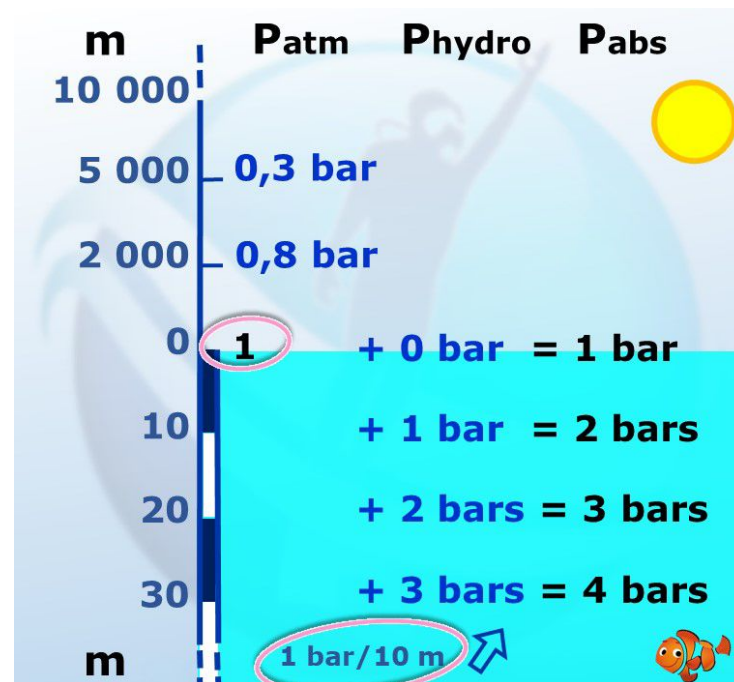 m Patm Phydro Pabs
10 000
5 000 0,3 bar
2 000 0,8 bar
0 1 + 0 bar = 1 bar
10 + 1 bar = 2 bars
20 + 2 bars = 3 bars
30 + 3 bars = 4 bars
m 1 bar/10 m